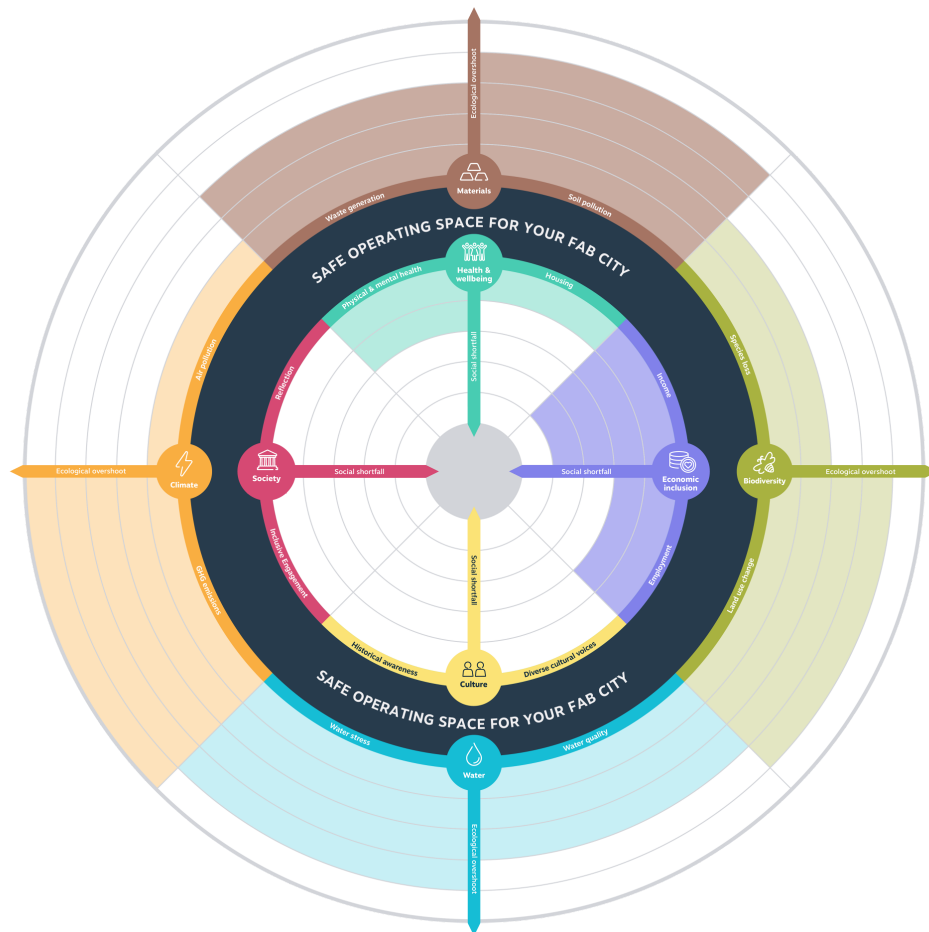 Ecological overshoot
Materials
Waste generation
Soil pollution
SAFE OPERATING SPACE FOR YOUR FAB CITY
Health &
wellbeing
Physical & mental health
Housing
Social shortfall
Air pollution
Reflection
Income
Species loss
Ecological overshoot
Climate
Society
Social shortfall
Social shortfall
Economic
inclusion
Biodiversity
Ecological overshoot
GHG emissions
Inclusive Engagement
Employment
Land use change
Social shortfall
Historical awareness
Diverse cultural voices
Culture
SAFE OPERATING SPACE FOR YOUR FAB CITY
Water stress
Water quality
Water
Ecological overshoot